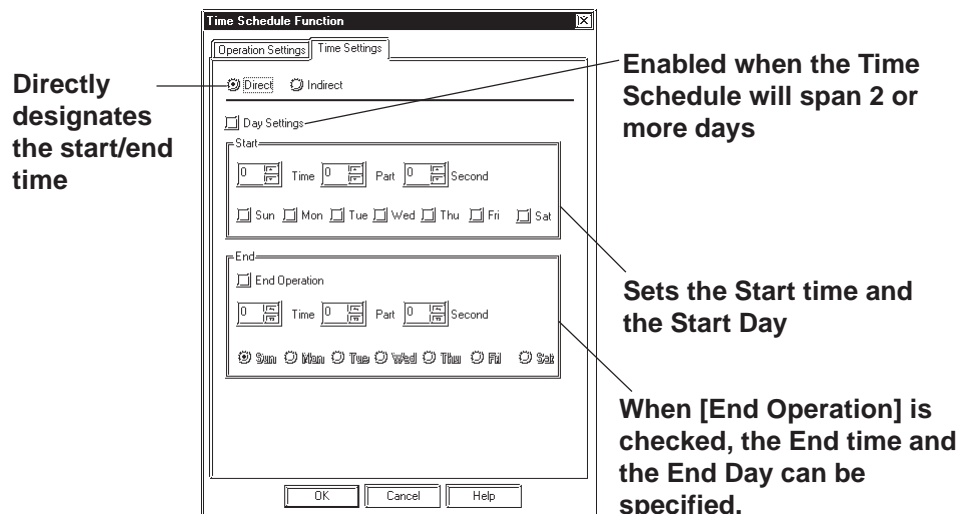 Time Schedule Function
Operation Settings Time Settings
Direct Indirect
Directly
designates
the start/end
time
Enabled when the Time
Schedule will span 2 or
more days
Day Settings
Start
0 Time 0 Part 0 Second
Sun Mon Tue Wed Thu Fri Sat
Sets the Start time and
the Start Day
End
End Operation
0 Time 0 Part 0 Second
Sun Mon Tue Wed Thu Fri Sat
When [End Operation] is
checked, the End time and
the End Day can be
specified.
OK Cancel Help